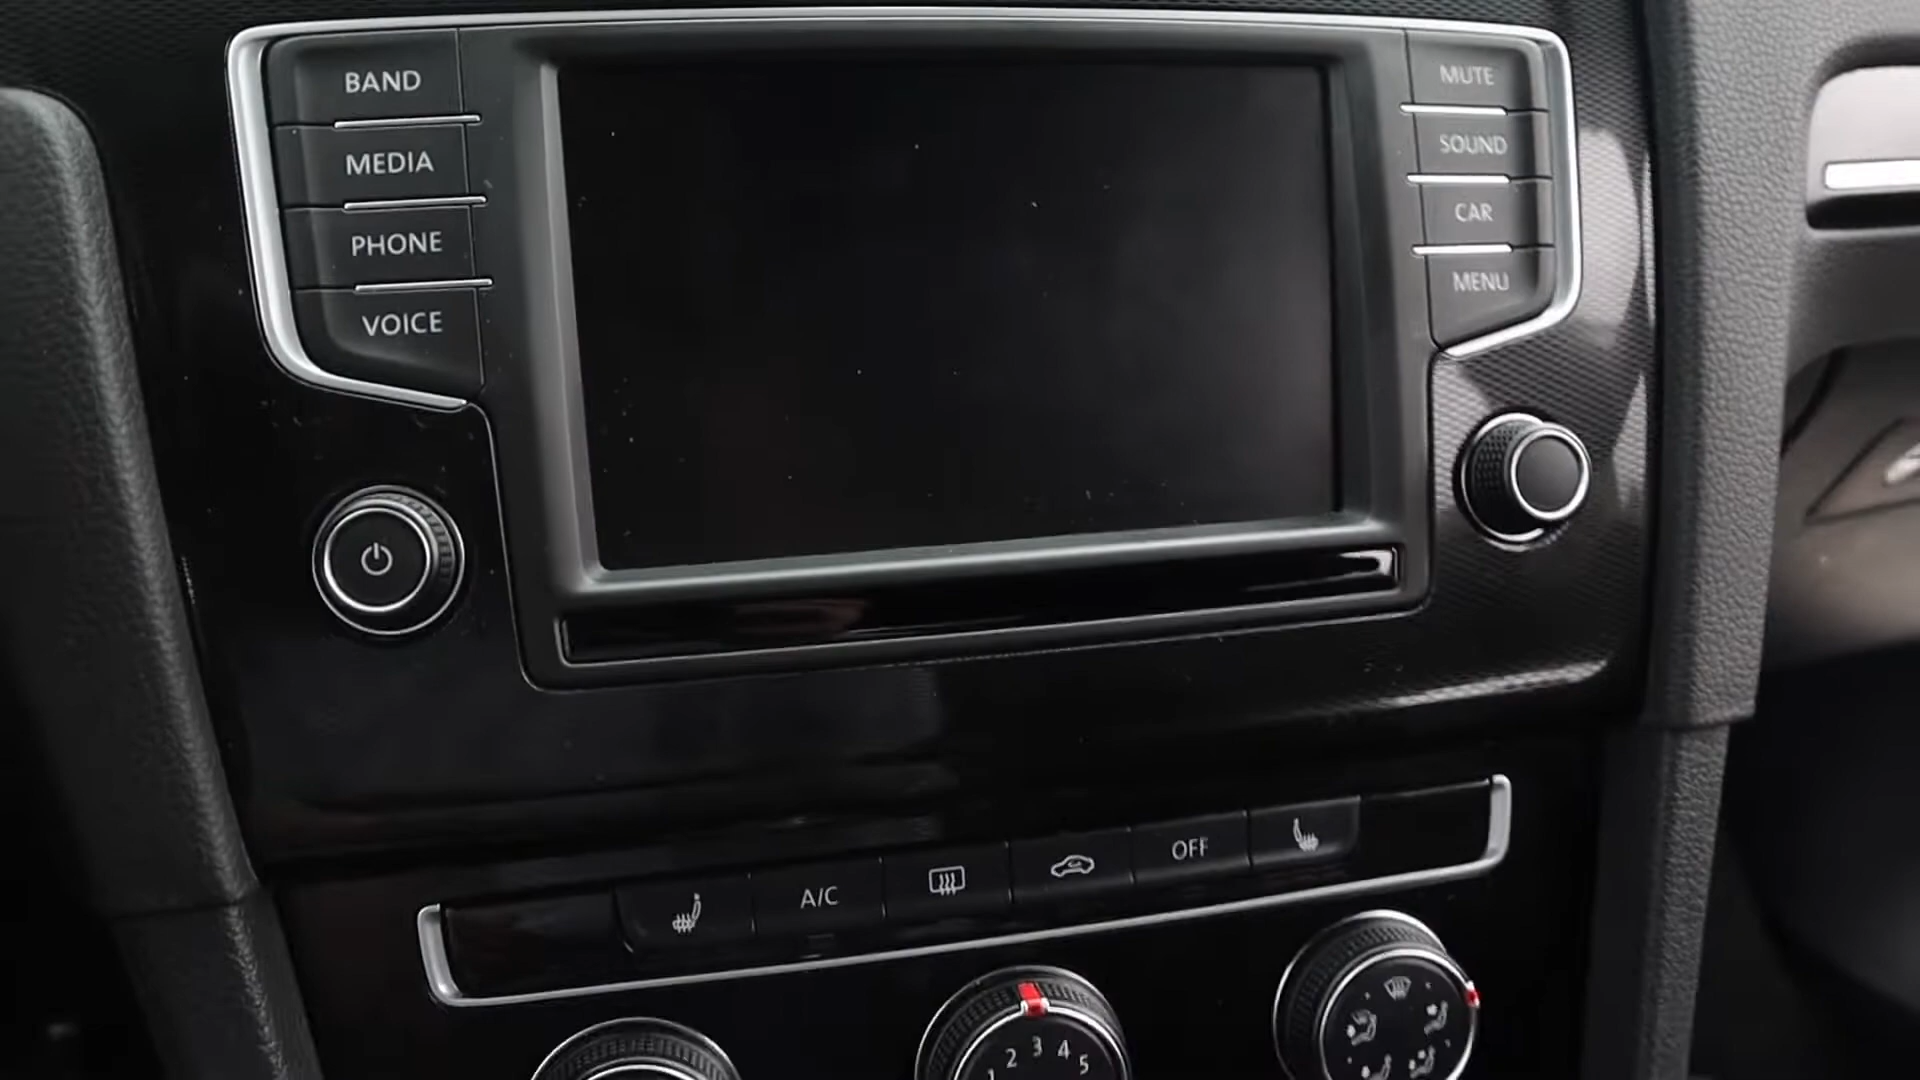 BAND
MEDIA
PHONE
VOICE
MUTE
SOUND
CAR
MENU
A/C
OFF
1 2 3 4 5